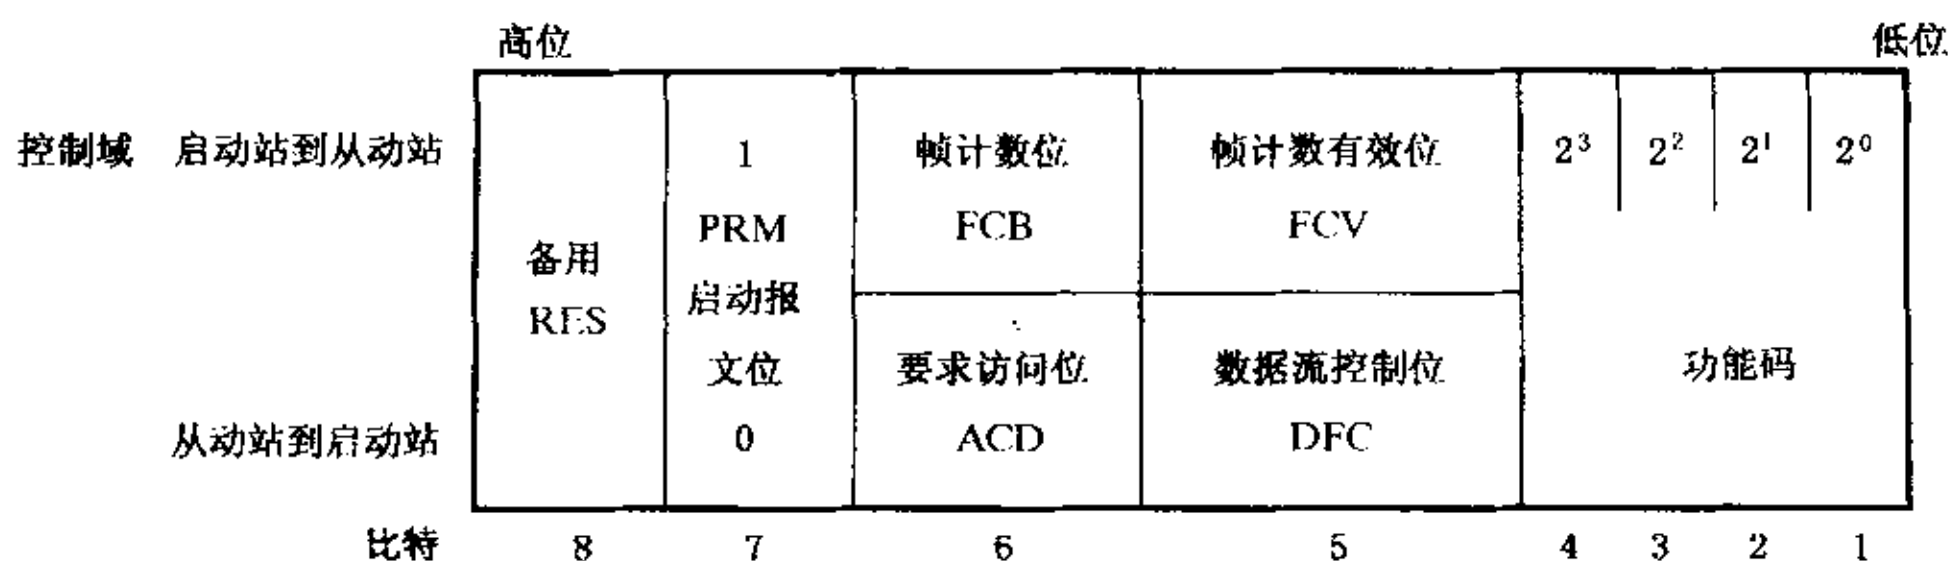 高位 低位
控制域 启动站到从动站 1 帧计数位 帧计数有效位 2³ 2² 2¹ 2⁰
PRM FCB FCV
备用 启动报
RES
文位 要求访问位 数据流控制位 功能码
从动站到启动站 0 ACD DFC
比特 8 7 6 5 4 3 2 1